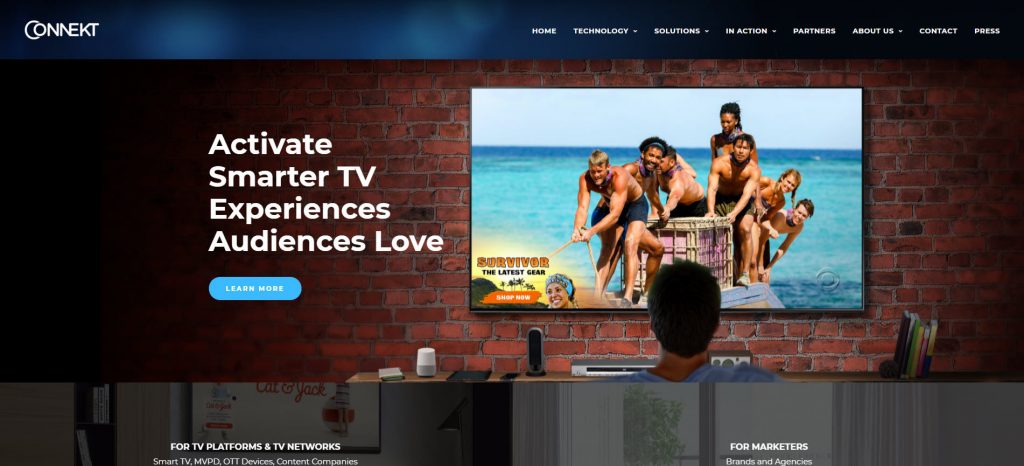 CONNEKT
HOME TECHNOLOGY SOLUTIONS IN ACTION PARTNERS ABOUT US CONTACT PRESS
Activate
Smarter TV
Experiences
Audiences Love
LEARN MORE
SURVIVOR
THE LATEST GEAR
SHOP NOW
Cat & Jack
Cat & Jack
FOR TV PLATFORMS & TV NETWORKS
Smart TV, MVPD, OTT Devices, Content Companies
FOR MARKETERS
Brands and Agencies